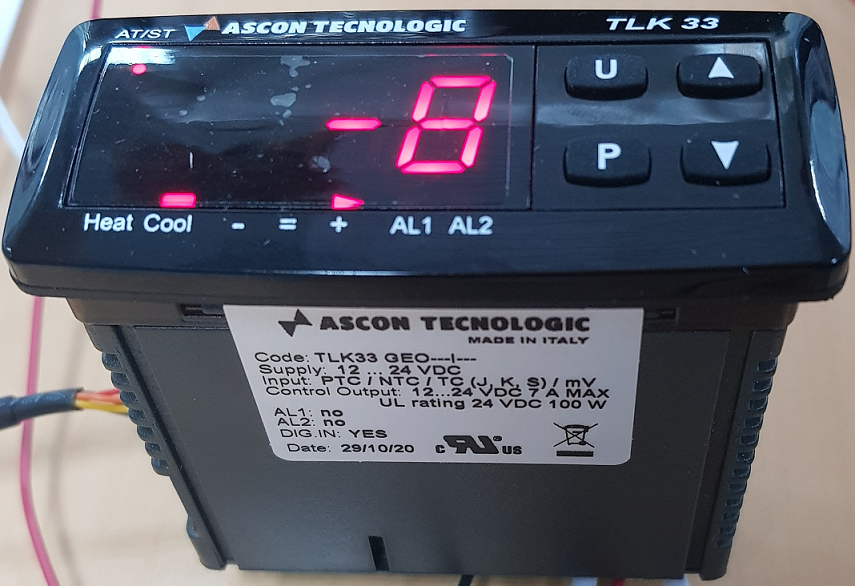 AT/ST ASCON TECNOLOGIC TLK 33
U
-8
P
Heat Cool - = + AL1 AL2
ASCON TECNOLOGIC
MADE IN ITALY
Code: TLK33 GEO---I---
Supply: 12 ... 24 VDC
Input: PTC / NTC / TC (J, K, S) / mV
Control Output: 12...24 VDC 7 A MAX
UL rating 24 VDC 100 W
AL1: no
AL2: no
DIG.IN: YES
Date: 29/10/20 c RU US